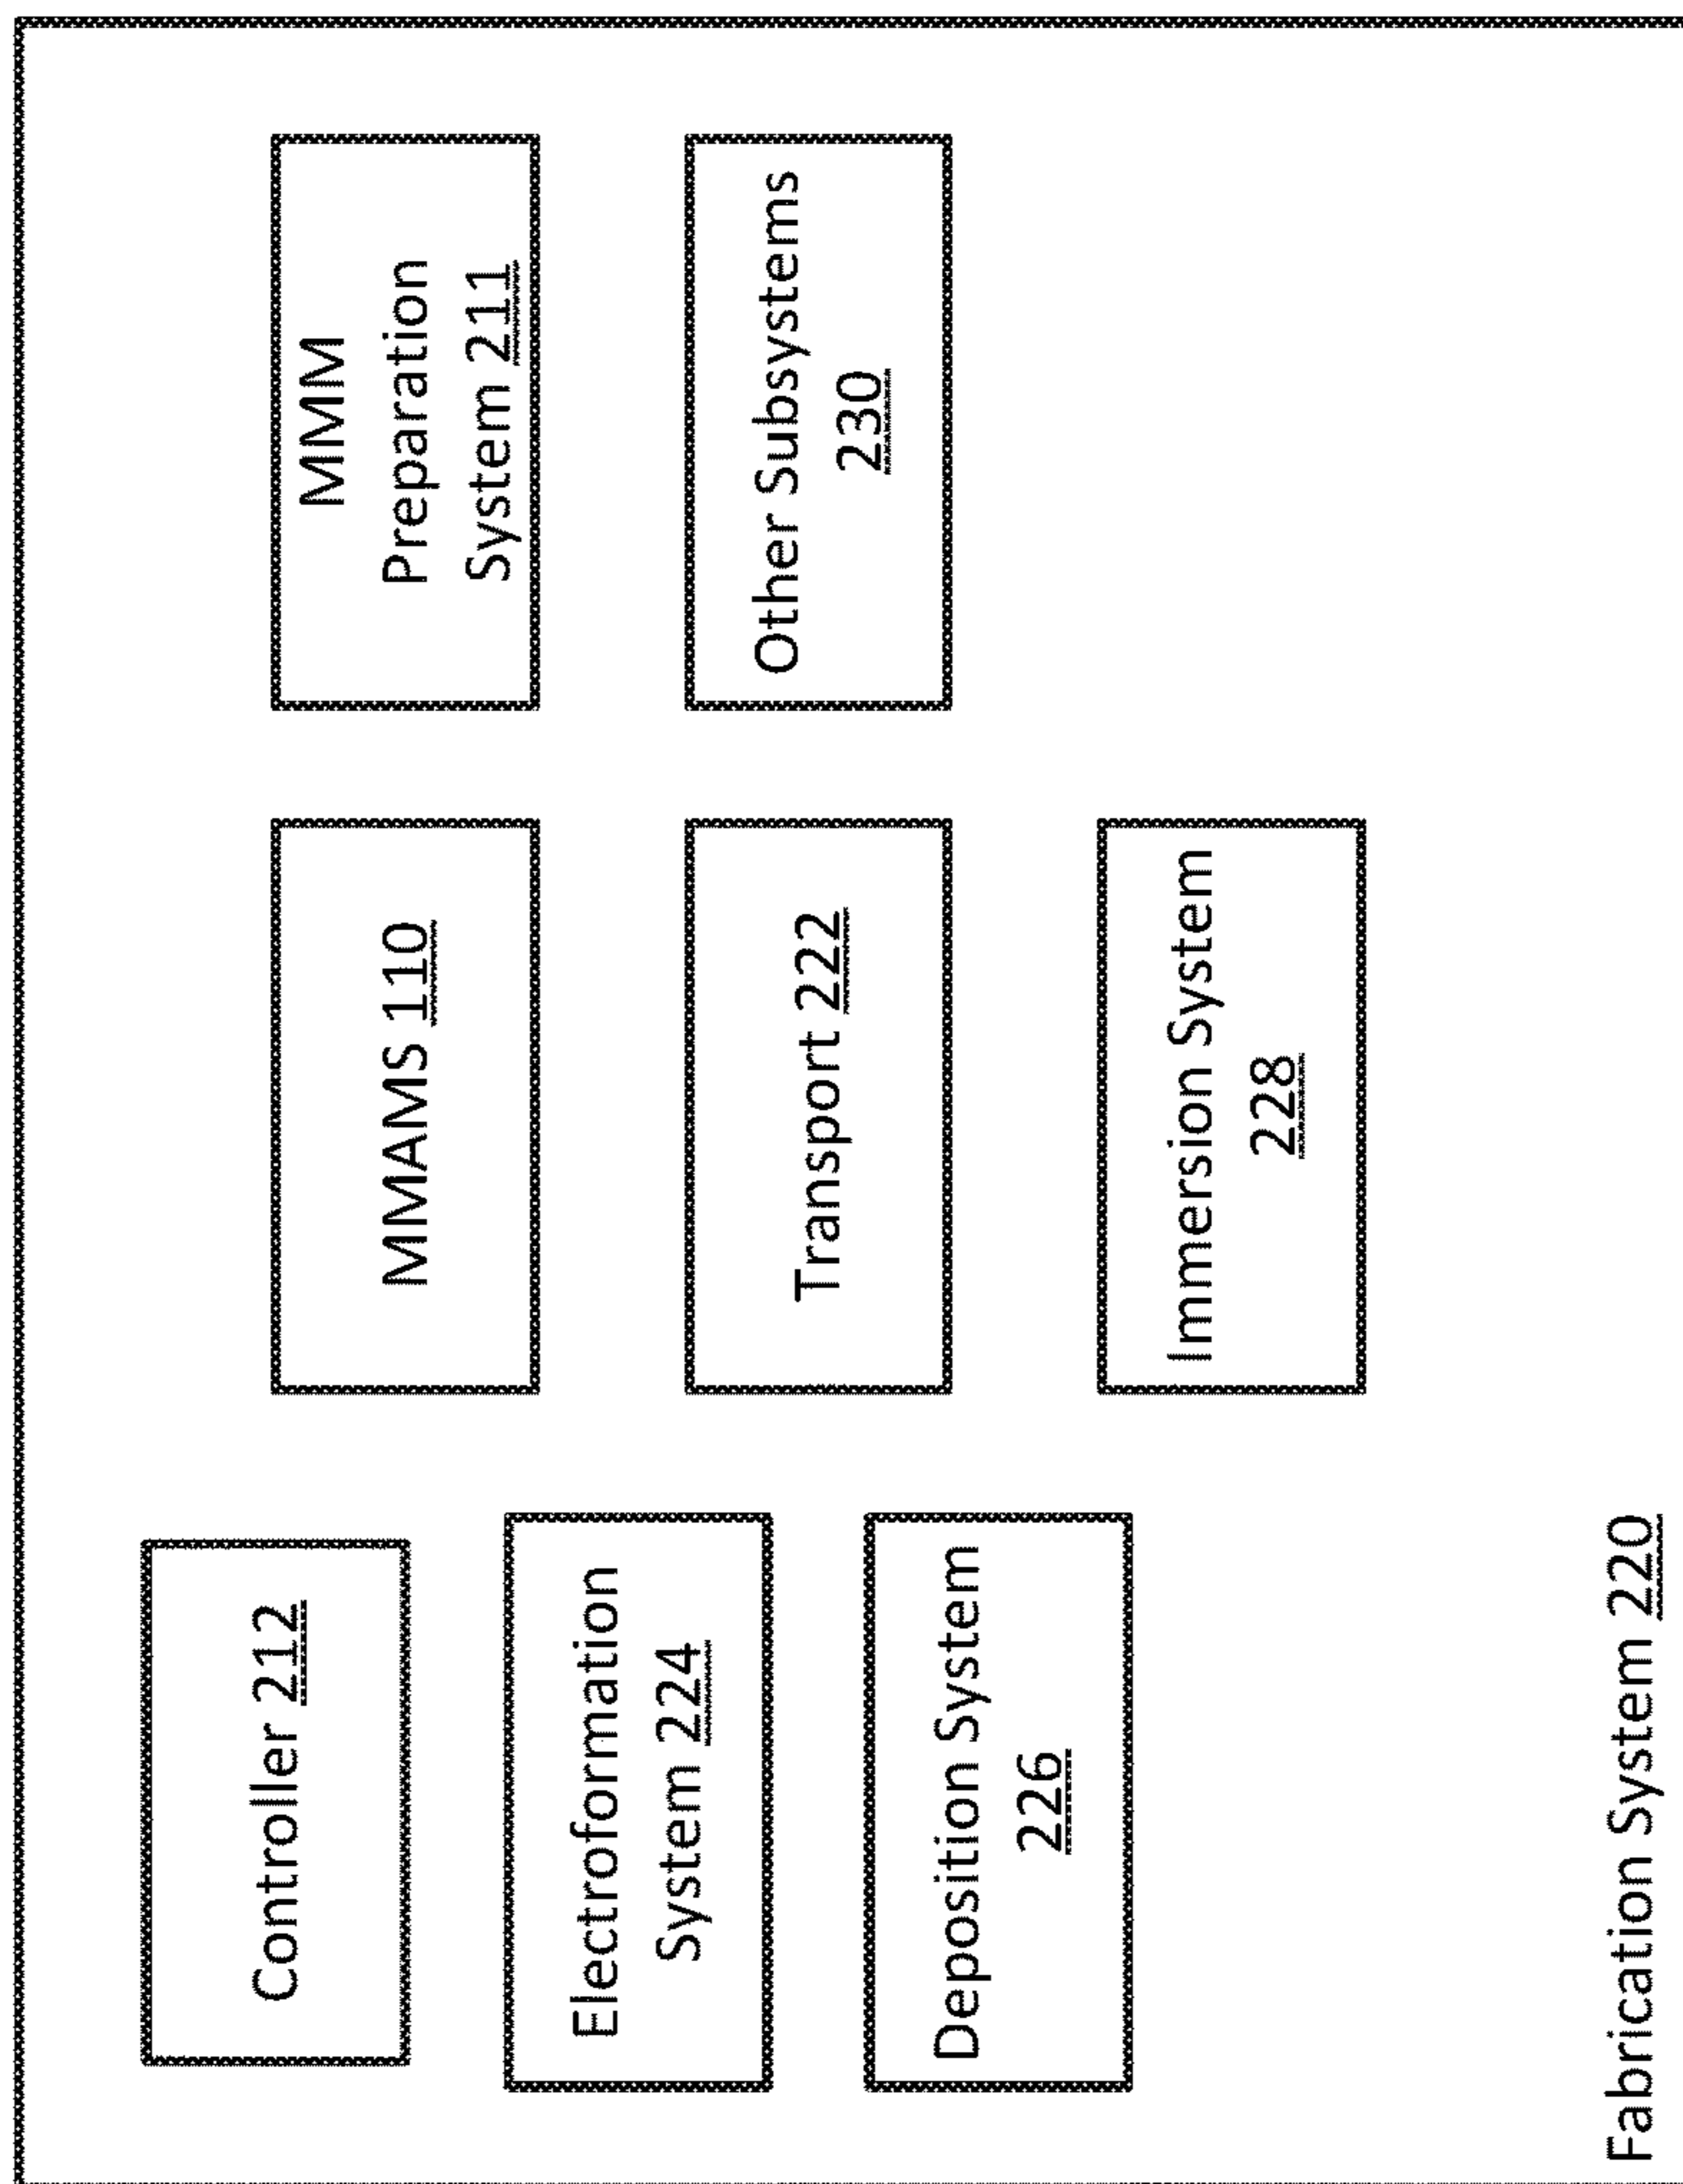 Controller 212
Electroformation
System 224
Deposition System
226
MMAMS 110
Transport 222
Immersion System
228
MMM
Preparation
System 211
Other Subsystems
230
Fabrication System 220